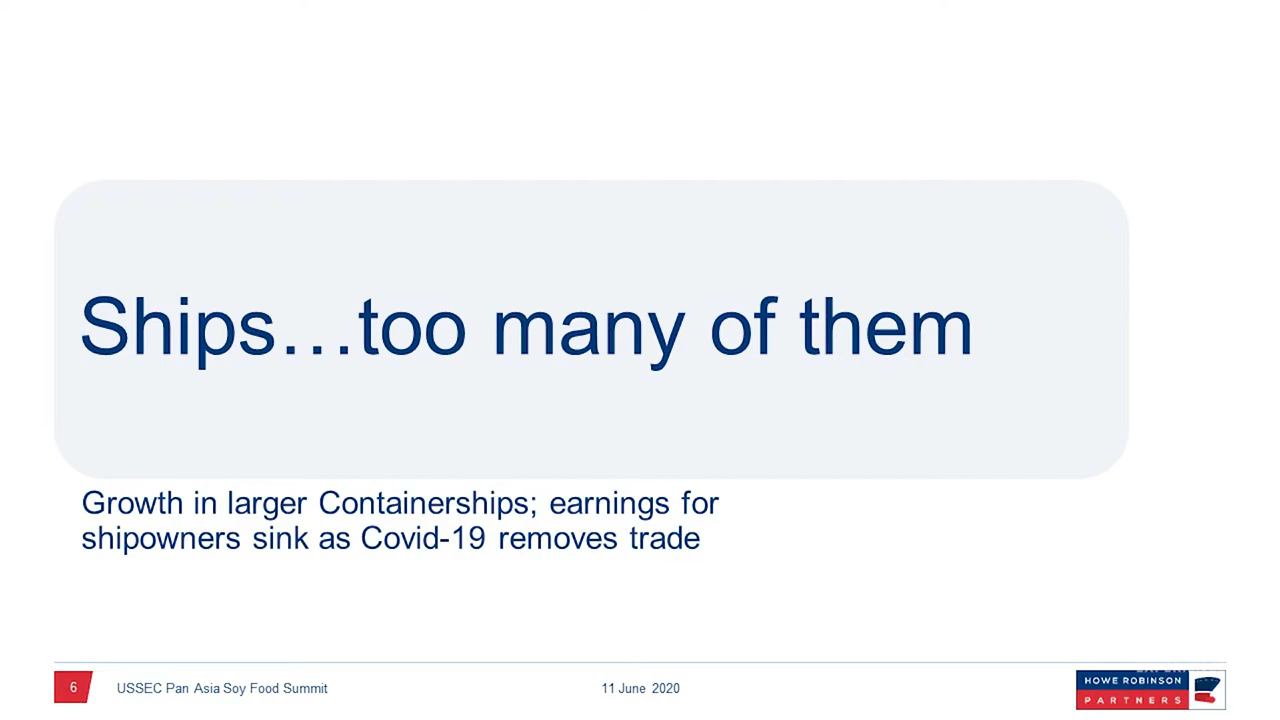 Ships…too many of them
Growth in larger Containerships; earnings for
shipowners sink as Covid-19 removes trade
6
USSEC Pan Asia Soy Food Summit
11 June 2020
HOWE ROBINSON
PARTNERS